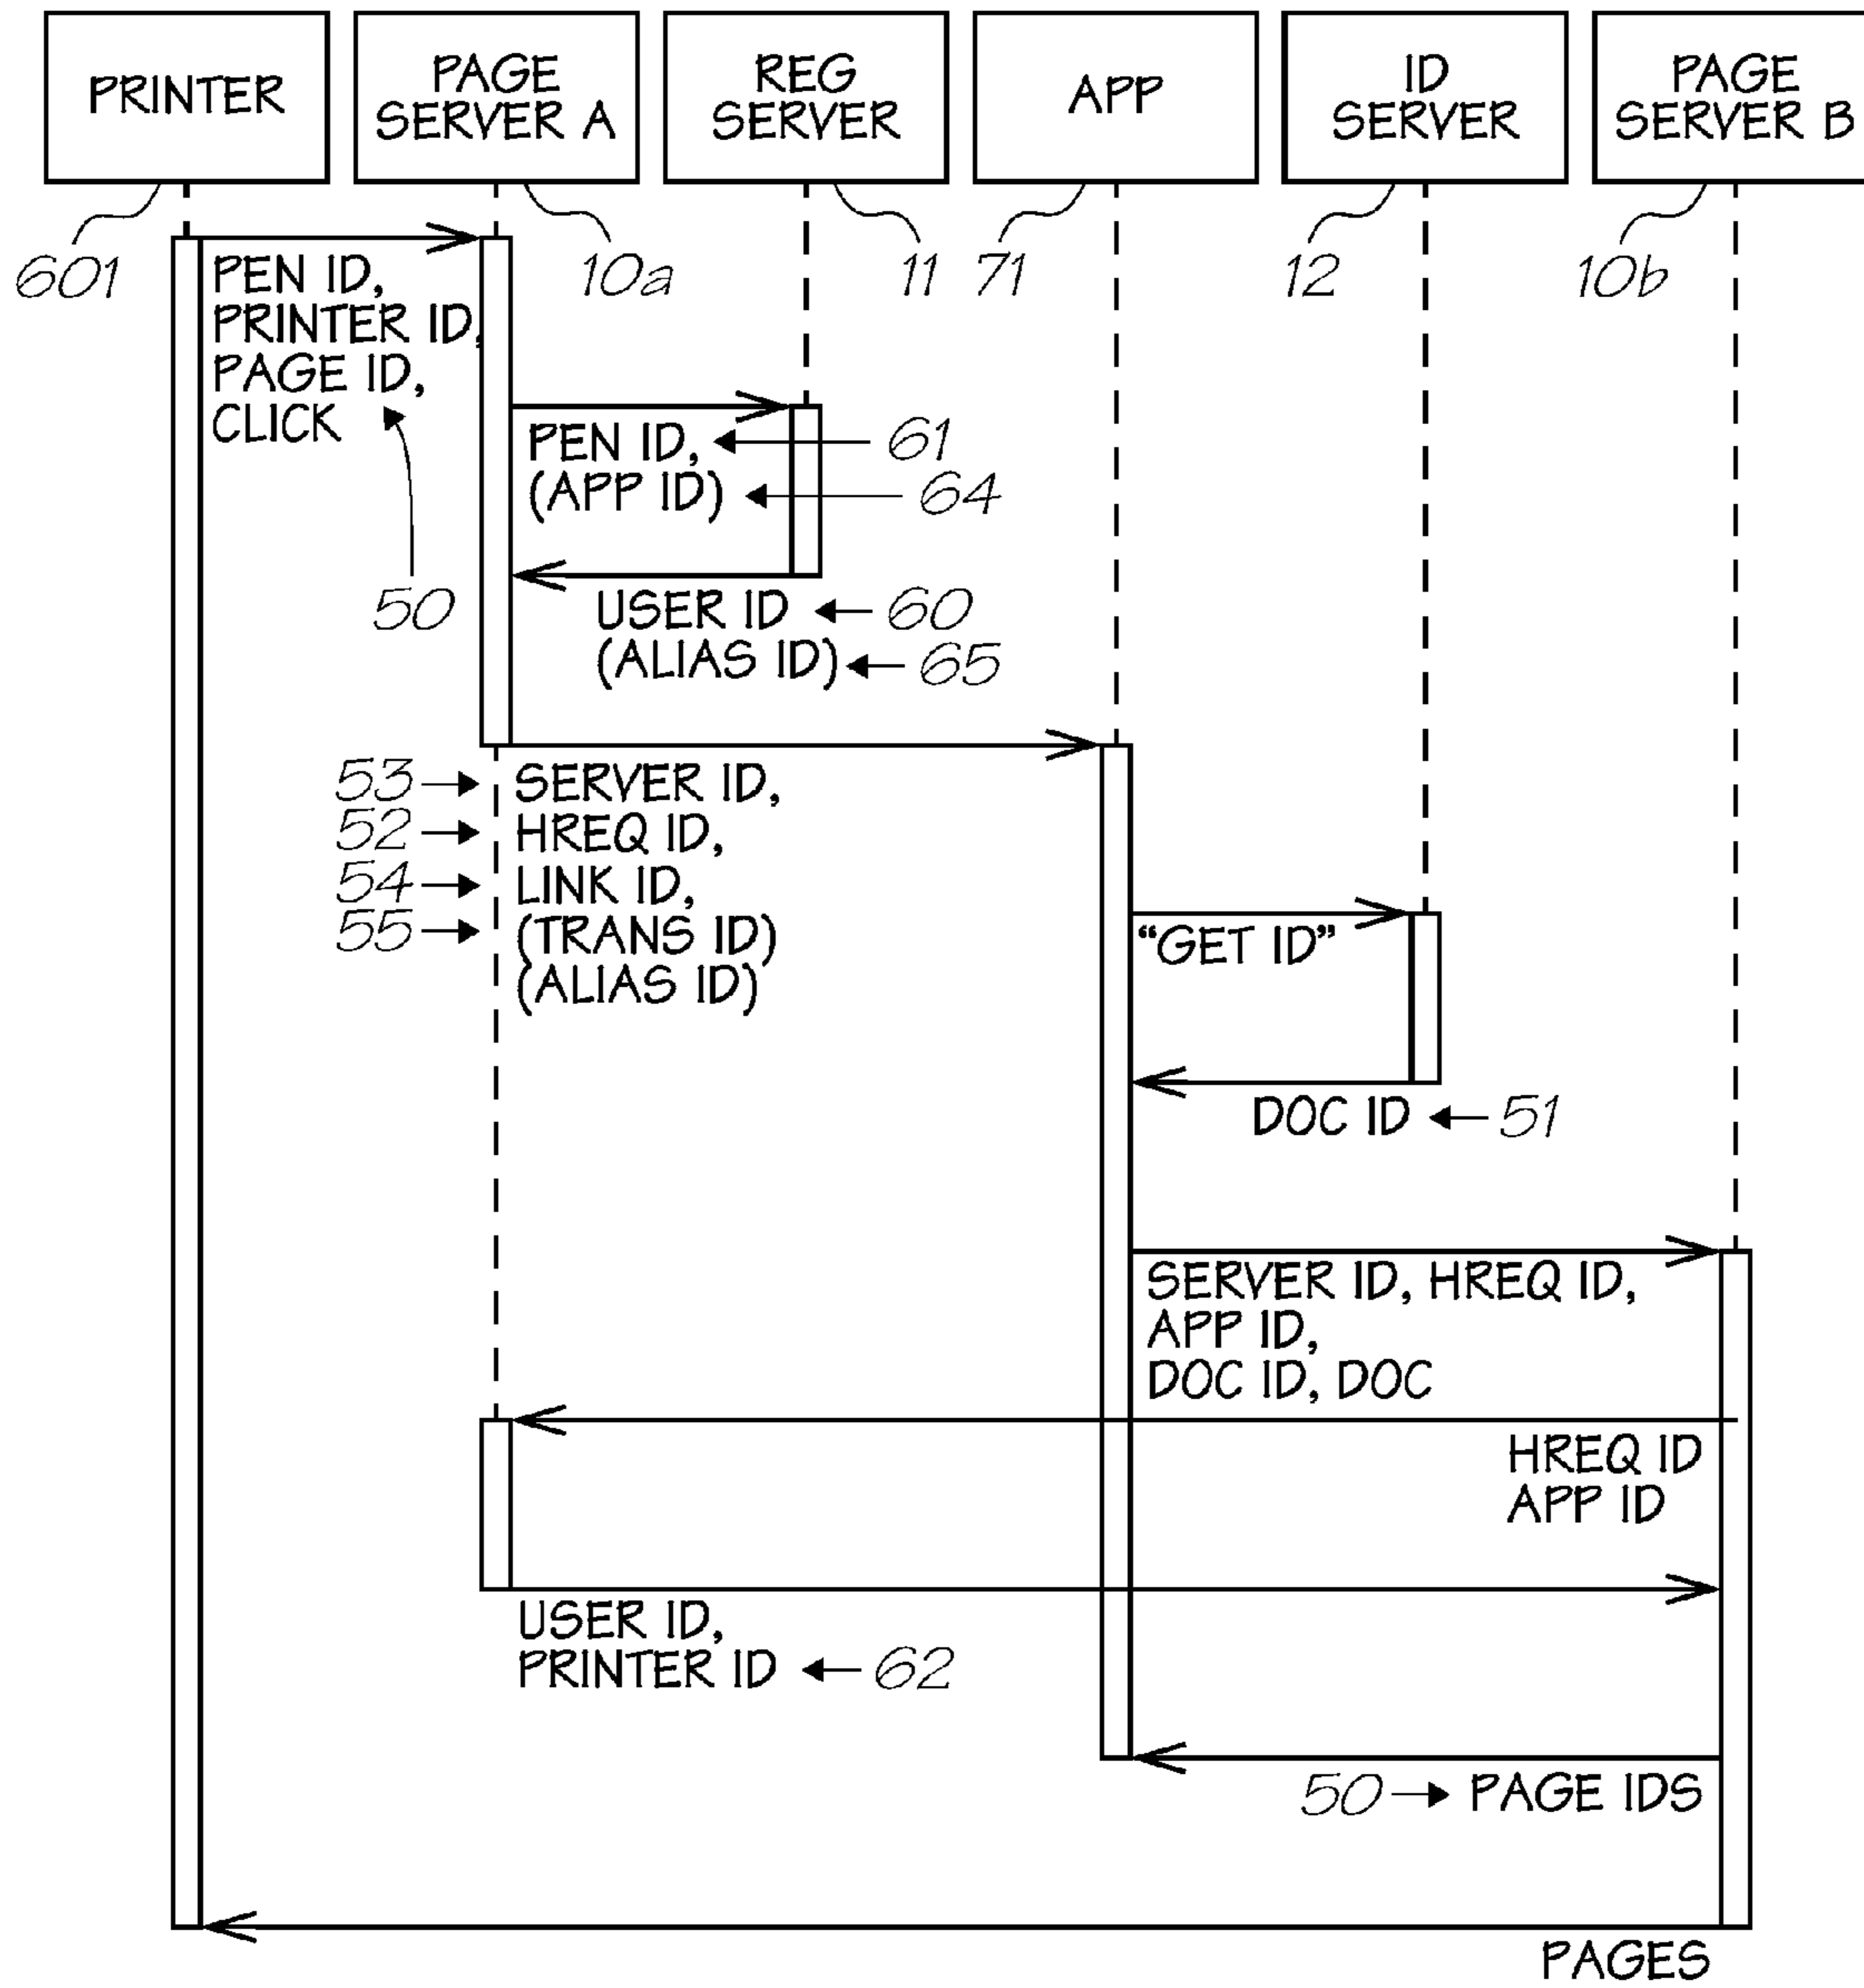 PRINTER
PAGE
SERVER A
REG
SERVER
APP
ID
SERVER
PAGE
SERVER B
601
10a
11
71
12
10b
PEN ID,
PRINTER ID,
PAGE ID,
CLICK
50
PEN ID,
61
(APP ID)
64
USER ID
60
(ALIAS ID)
65
53
SERVER ID,
52
HREQ ID,
54
LINK ID,
55
(TRANS ID)
(ALIAS ID)
“GET ID”
DOC ID
51
SERVER ID, HREQ ID,
APP ID,
DOC ID, DOC
HREQ ID
APP ID
USER ID,
PRINTER ID
62
50
PAGE IDS
PAGES